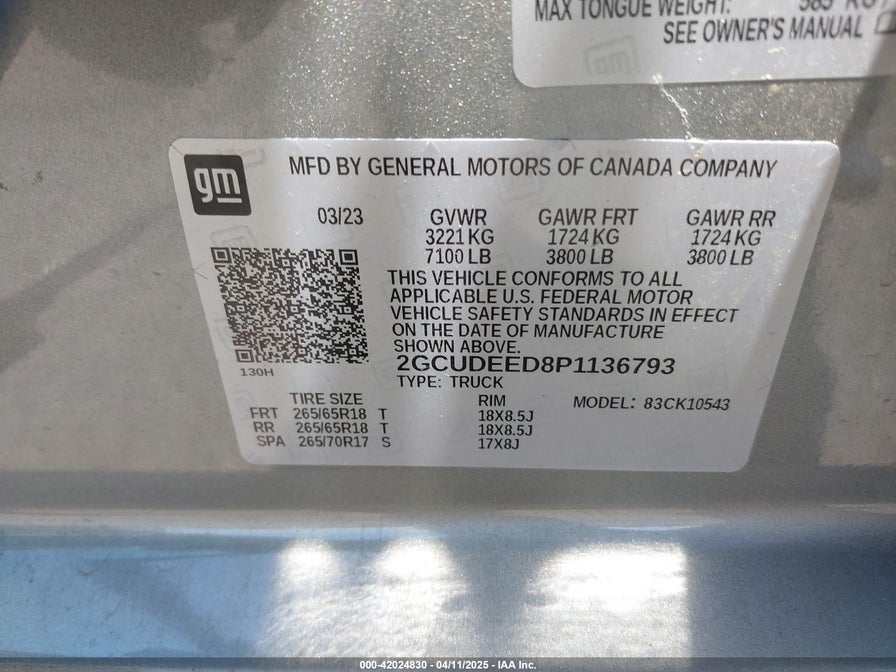 MAX TONGUE WEIGHT: 585 KG
SEE OWNER'S MANUAL
gm
MFD BY GENERAL MOTORS OF CANADA COMPANY
03/23 GVWR GAWR FRT GAWR RR
3221 KG 1724 KG 1724 KG
7100 LB 3800 LB 3800 LB
THIS VEHICLE CONFORMS TO ALL
APPLICABLE U.S. FEDERAL MOTOR
VEHICLE SAFETY STANDARDS IN EFFECT
ON THE DATE OF MANUFACTURE
SHOWN ABOVE.
130H
2GCUDEED8P1136793
TYPE: TRUCK
TIRE SIZE RIM MODEL: 83CK10543
FRT 265/65R18 T 18X8.5J
RR 265/65R18 T 18X8.5J
SPA 265/70R17 S 17X8J
000-42024830 - 04/11/2025 - IAA Inc.